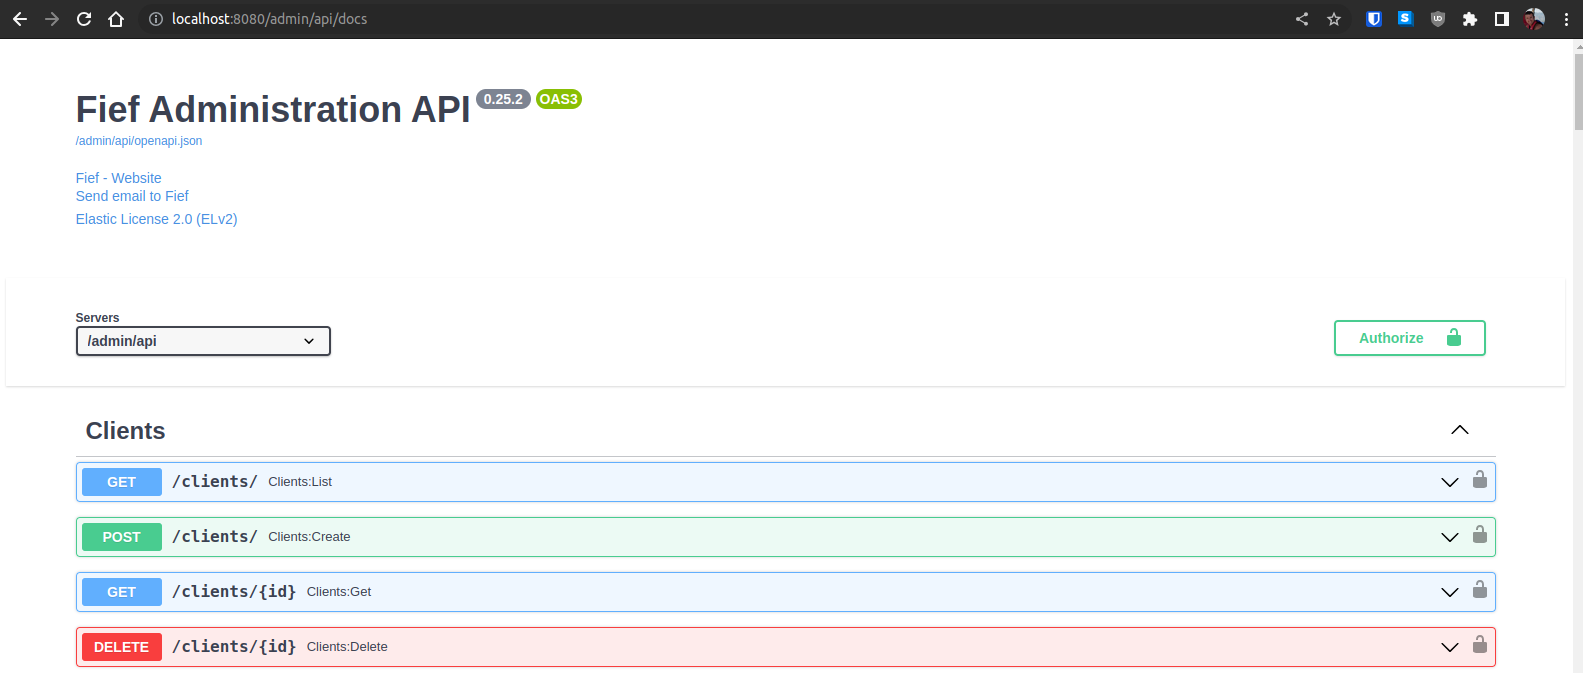 localhost:8080/admin/api/docs
Fief Administration API 0.25.2 OAS3
/admin/api/openapi.json
Fief - Website
Send email to Fief
Elastic License 2.0 (ELv2)
Servers
/admin/api
Authorize
Clients
GET /clients/ Clients:List
POST /clients/ Clients:Create
GET /clients/{id} Clients:Get
DELETE /clients/{id} Clients:Delete